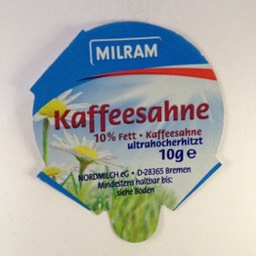 MILRAM
Kaffeesahne
10% Fett • Kaffeesahne
ultrahocherhitzt
10g e
NORDMILCH eG • D-28365 Bremen
Mindestens haltbar bis:
siehe Boden